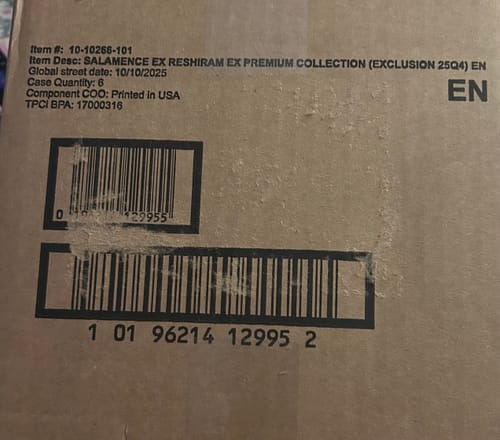 Item #: 10-10266-101
Item Desc: SALAMENCE EX RESHIRAM EX PREMIUM COLLECTION (EXCLUSION 25Q4) EN
Global street date: 10/10/2025
Case Quantity: 6
Component COO: Printed in USA
TPCi BPA: 17000316
EN
0 129955
1 01 96214 12995 2